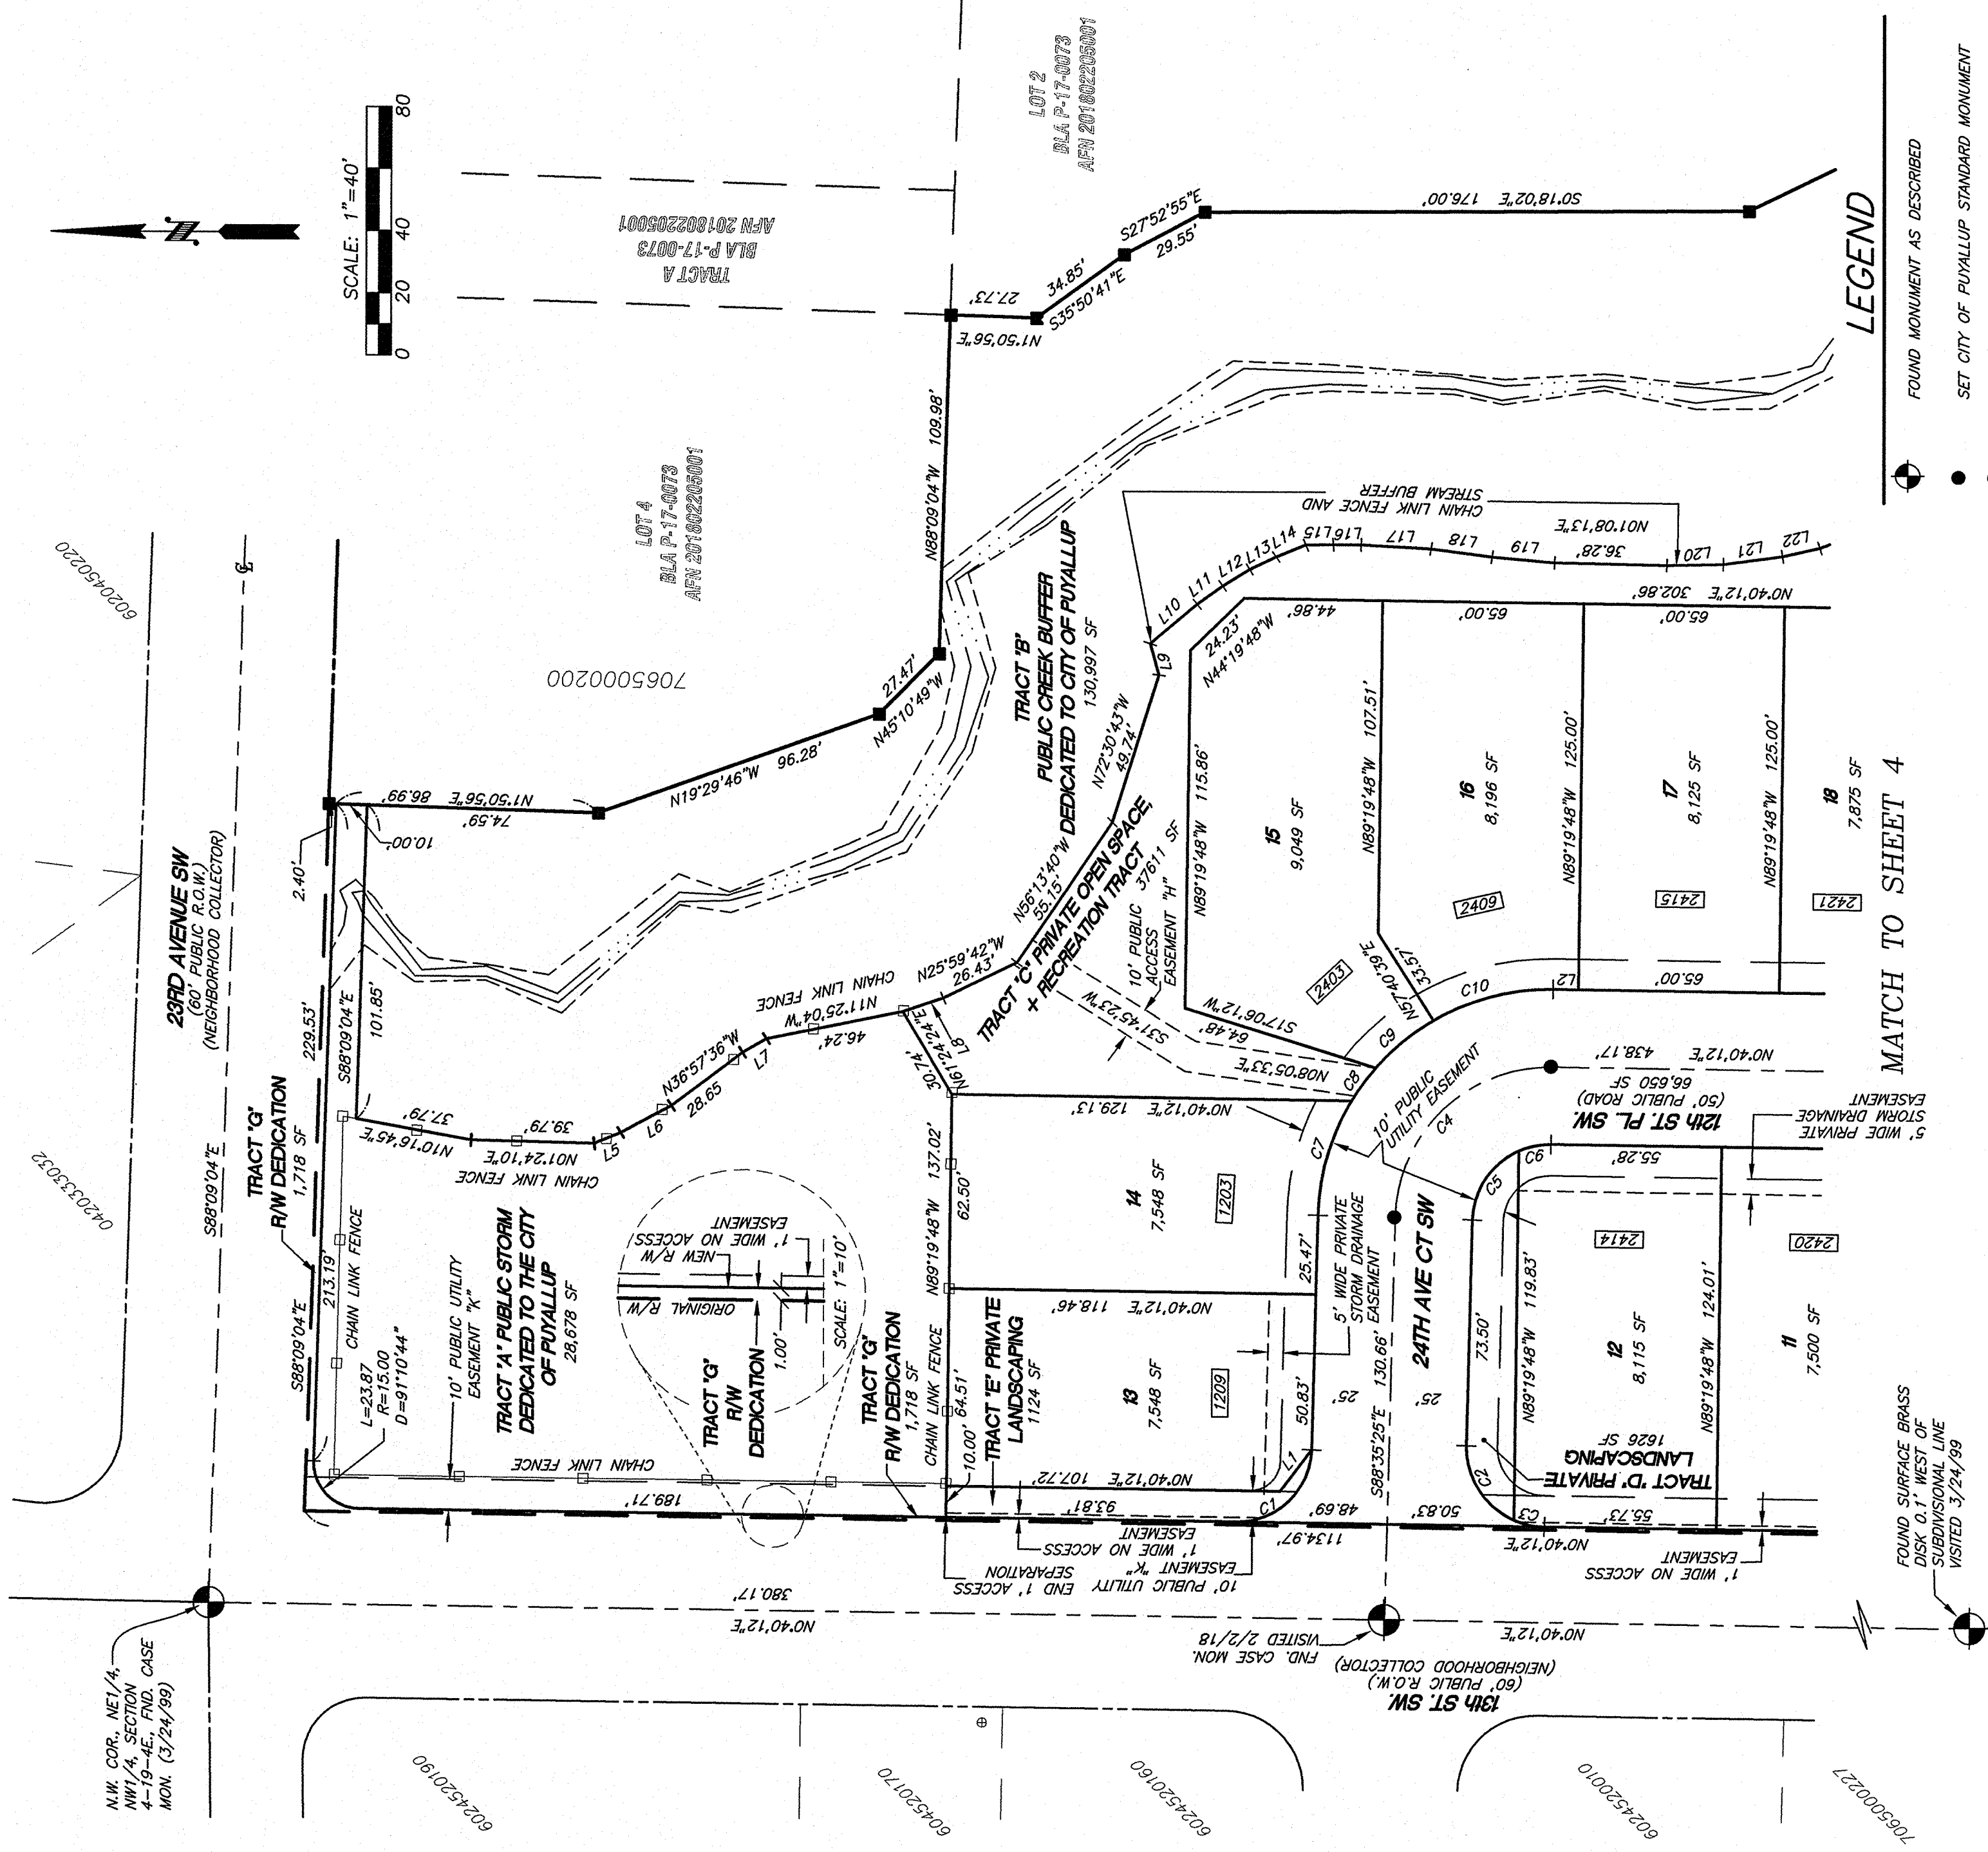 SCALE: 1"=40'
0 20 40 80
TRACT A
BLA P-17-0073
AFN 201802205001
LOT 2
BLA P-17-0073
AFN 201802205001
LOT 4
BLA P-17-0073
AFN 201802205001
7065000200
6020450220
0420333032
23RD AVENUE SW
(60' PUBLIC R.O.W.)
(NEIGHBORHOOD COLLECTOR)
S88°09'04"E
2.40'
229.53'
S88°09'04"E
213.19'
S88°09'04"E
101.85'
10.00'
N1°50'56"E 86.99'
74.59'
N19°29'46"W 96.28'
N45°10'49"W
27.47'
N88°09'04"W 109.98'
N1°50'56"E
27.73'
S35°50'41"E
34.85'
S27°52'55"E
29.55'
S0°18'02"E 176.00'
TRACT 'G'
R/W DEDICATION
1,718 SF
CHAIN LINK FENCE
L=23.87
R=15.00
D=91°10'44"
10' PUBLIC UTILITY
EASEMENT "K"
TRACT 'A' PUBLIC STORM
DEDICATED TO THE CITY
OF PUYALLUP
28,678 SF
CHAIN LINK FENCE
CHAIN LINK FENCE
N10°16'45"E
37.79'
N01°24'10"E
39.79'
L5
L6
N36°57'36"W
28.65
L7
N11°25'04"W
46.24'
CHAIN LINK FENCE
N25°59'42"W
26.43'
L8
N61°24'24"E
30.74'
N56°13'40"W
55.15'
N72°30'43"W
49.74'
L9
L10
L11
L12
L13
L14
L15
L16
L17
L18
L19
36.28'
N01°08'13"E
L20
L21
L22
CHAIN LINK FENCE AND
STREAM BUFFER
TRACT 'B'
PUBLIC CREEK BUFFER
DEDICATED TO CITY OF PUYALLUP
130,997 SF
TRACT 'C' PRIVATE OPEN SPACE,
+ RECREATION TRACT
37611 SF
10' PUBLIC
ACCESS
EASEMENT "H"
S31°45'23"W
N08°05'33"E
S17°06'12"W
64.48'
TRACT 'G'
R/W
DEDICATION
ORIGINAL R/W
NEW R/W
1' WIDE NO ACCESS
EASEMENT
1.00'
SCALE: 1"=10'
TRACT 'G'
R/W DEDICATION
1,718 SF
CHAIN LINK FENCE
10.00'
64.51'
N89°19'48"W 137.02'
62.50'
TRACT 'E' PRIVATE
LANDSCAPING
1124 SF
189.71'
N0°40'12"E 107.72'
93.81'
N0°40'12"E 118.46'
N0°40'12"E 129.13'
13
7,548 SF
1209
14
7,548 SF
1203
15
9,049 SF
2403
N89°19'48"W 115.86'
N44°19'48"W
24.23'
44.86'
N89°19'48"W 107.51'
N57°40'39"E
33.57'
16
8,196 SF
2409
65.00'
N89°19'48"W 125.00'
17
8,125 SF
2415
65.00'
65.00'
N89°19'48"W 125.00'
N0°40'12"E 302.86'
18
7,875 SF
2421
L1
L2
C1
C2
C3
C4
C5
C6
C7
C8
C9
C10
50.83'
25.47'
5' WIDE PRIVATE
STORM DRAINAGE
EASEMENT
S88°35'25"E 130.66'
25'
25'
24TH AVE CT SW
73.50'
10' PUBLIC
UTILITY EASEMENT
12th ST. PL. SW.
(50' PUBLIC ROAD)
66,650 SF
N0°40'12"E 438.17'
5' WIDE PRIVATE
STORM DRAINAGE
EASEMENT
55.28'
N89°19'48"W 119.83'
12
8,115 SF
2414
N89°19'48"W 124.01'
11
7,500 SF
2420
TRACT 'D' PRIVATE
LANDSCAPING
1626 SF
55.73'
48.69'
50.83'
1134.97'
N0°40'12"E
1' WIDE NO ACCESS
EASEMENT
1' WIDE NO ACCESS
EASEMENT
10' PUBLIC UTILITY
EASEMENT "K"
END 1' ACCESS
SEPARATION
N0°40'12"E
380.17'
N0°40'12"E
FND. CASE MON.
VISITED 2/2/18
13th ST. SW.
(60' PUBLIC R.O.W.)
(NEIGHBORHOOD COLLECTOR)
N.W. COR., NE1/4,
NW1/4, SECTION
4-19-4E, FND. CASE
MON. (3/24/99)
FOUND SURFACE BRASS
DISK 0.1' WEST OF
SUBDIVISIONAL LINE
VISITED 3/24/99
6024520190
604520170
6024520160
6024520010
7065000227
MATCH TO SHEET 4
LEGEND
FOUND MONUMENT AS DESCRIBED
SET CITY OF PUYALLUP STANDARD MONUMENT